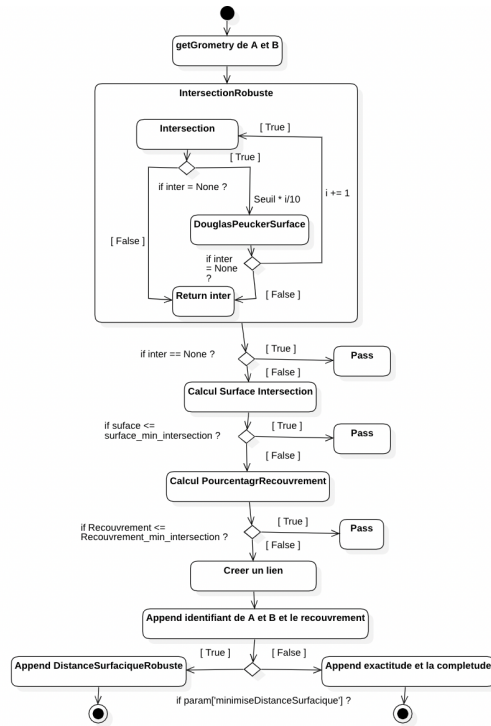 getGrometry de A et B
IntersectionRobuste
Intersection
[ True ]
[ True ]
if inter = None ?
Seuil * i/10
i += 1
DouglasPeuckerSurface
[ False ]
if inter
= None
?
[ False ]
Return inter
if inter == None ?
[ True ]
Pass
[ False ]
Calcul Surface Intersection
if suface <=
surface_min_intersection ?
[ True ]
Pass
[ False ]
Calcul PourcentagrRecouvrement
if Recouvrement <=
Recouvrement_min_intersection ?
[ True ]
Pass
[ False ]
Creer un lien
Append identifiant de A et B et le recouvrement
[ True ]
[ False ]
Append DistanceSurfaciqueRobuste
Append exactitude et la completude
if param['minimiseDistanceSurfacique'] ?